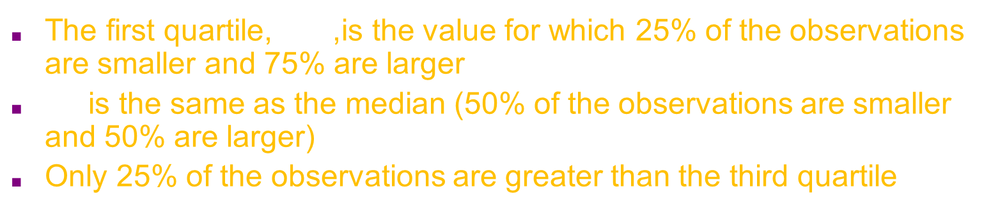 ▪ The first quartile, ,is the value for which 25% of the observations
are smaller and 75% are larger
▪ is the same as the median (50% of the observations are smaller
and 50% are larger)
▪ Only 25% of the observations are greater than the third quartile